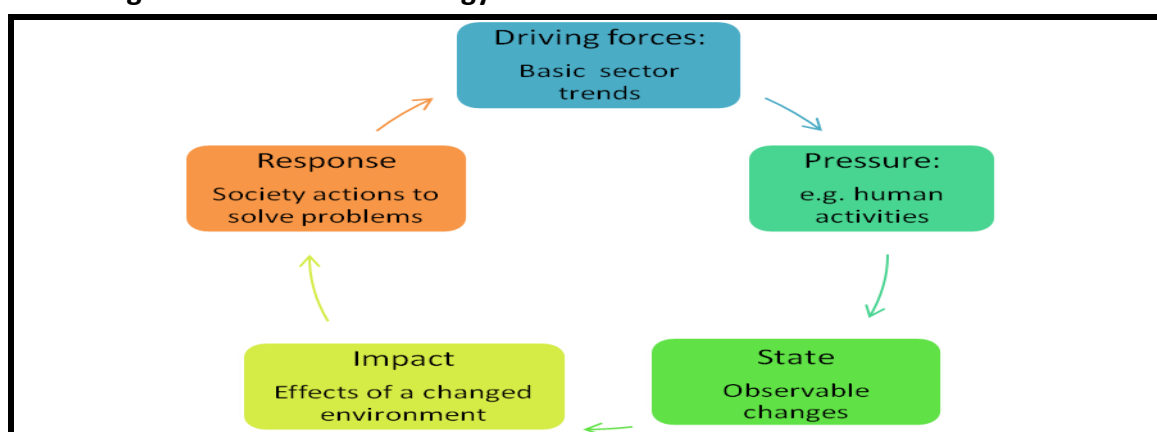 Driving forces:
Basic sector
trends
Response
Society actions to
solve problems
Pressure:
e.g. human
activities
Impact
Effects of a changed
environment
State
Observable
changes